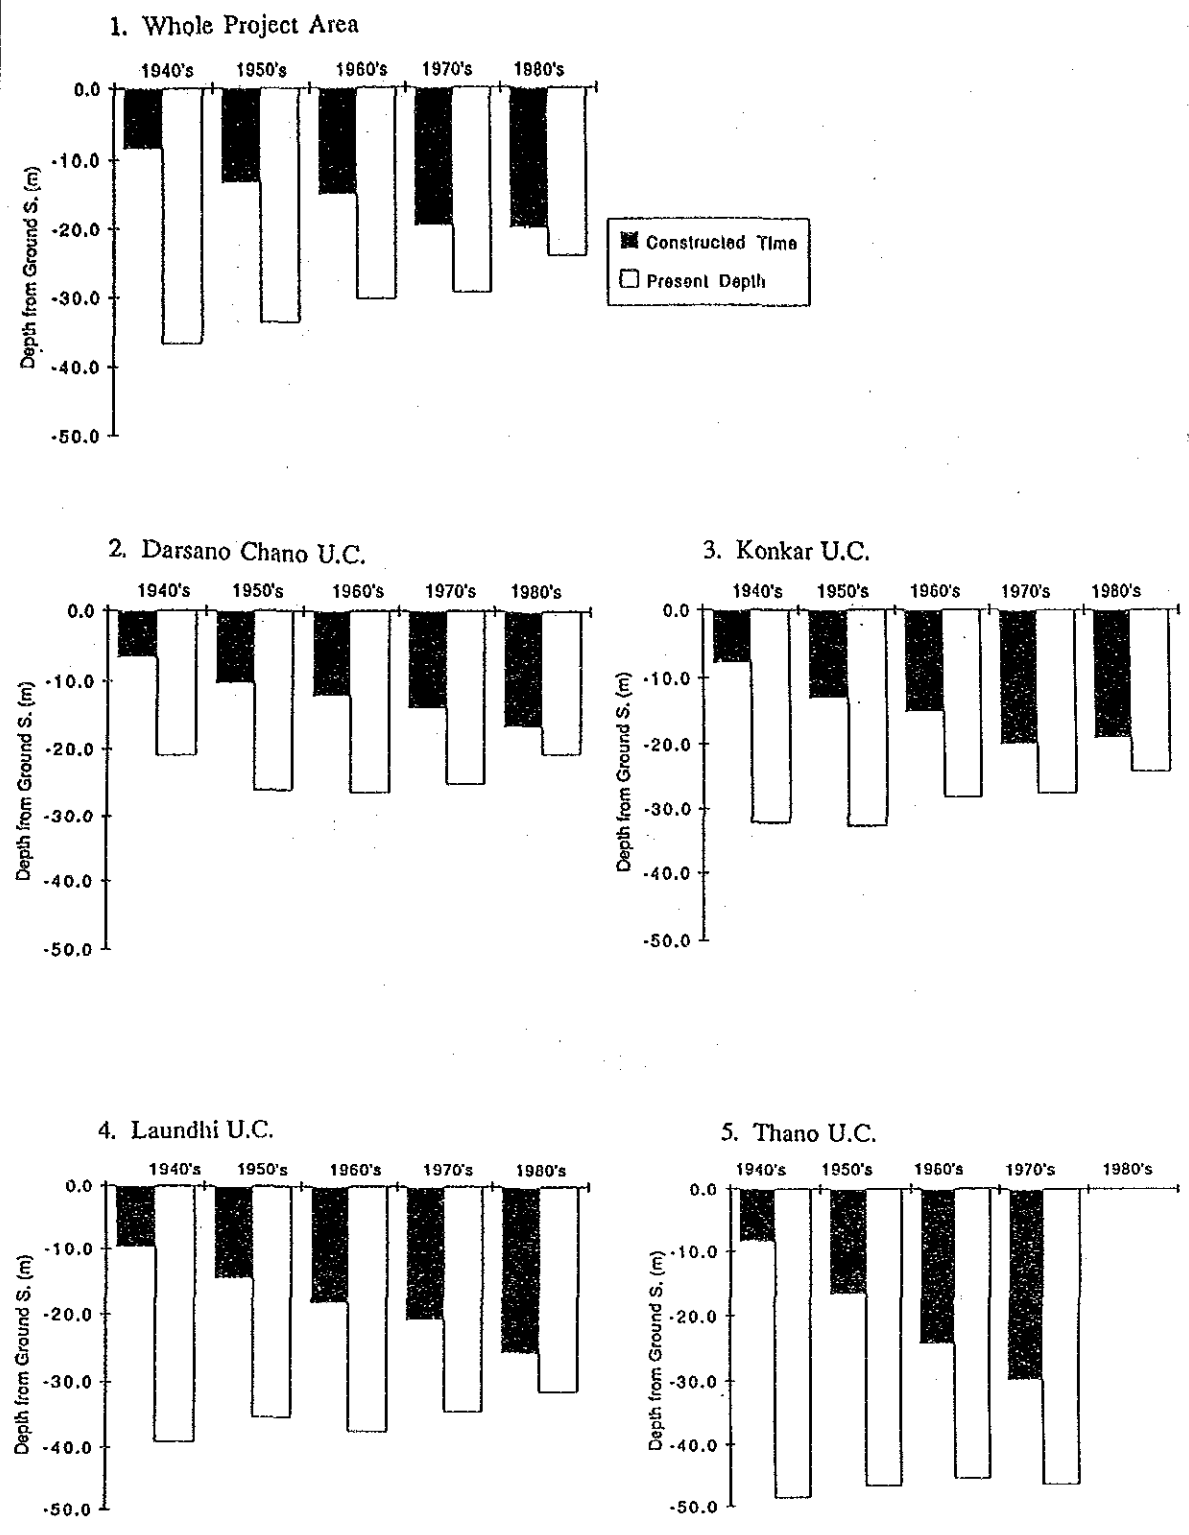 1. Whole Project Area
1940's 1950's 1960's 1970's 1980's
0.0
-10.0
-20.0
-30.0
-40.0
-50.0
Depth from Ground S. (m)
Constructed Time
Present Depth
2. Darsano Chano U.C.
1940's 1950's 1960's 1970's 1980's
0.0
-10.0
-20.0
-30.0
-40.0
-50.0
Depth from Ground S. (m)
3. Konkar U.C.
1940's 1950's 1960's 1970's 1980's
0.0
-10.0
-20.0
-30.0
-40.0
-50.0
Depth from Ground S. (m)
4. Laundhi U.C.
1940's 1950's 1960's 1970's 1980's
0.0
-10.0
-20.0
-30.0
-40.0
-50.0
Depth from Ground S. (m)
5. Thano U.C.
1940's 1950's 1960's 1970's 1980's
0.0
-10.0
-20.0
-30.0
-40.0
-50.0
Depth from Ground S. (m)